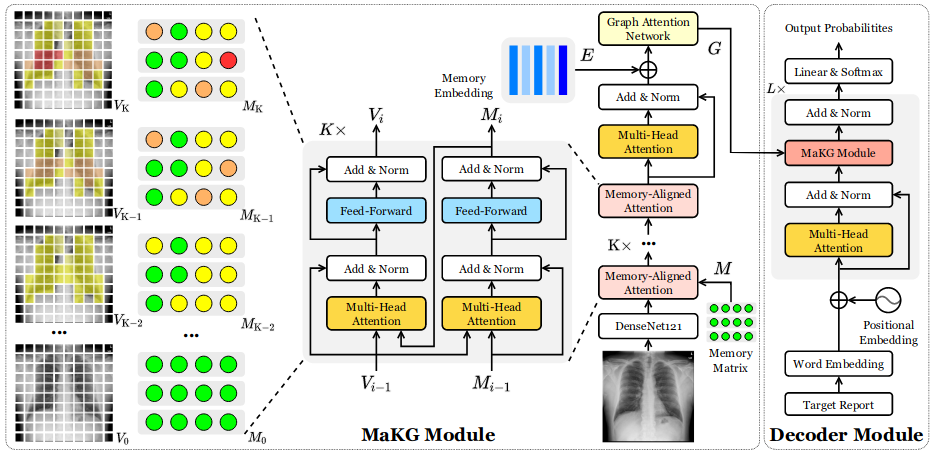 V_K
M_K
V_{K-1}
M_{K-1}
V_{K-2}
M_{K-2}
...
...
V_0
M_0
K×
V_i
M_i
Add & Norm
Add & Norm
Feed-Forward
Feed-Forward
Add & Norm
Add & Norm
Multi-Head
Attention
Multi-Head
Attention
V_{i-1}
M_{i-1}
MaKG Module
Memory
Embedding
E
Graph Attention
Network
G
Add & Norm
Multi-Head
Attention
Memory-Aligned
Attention
K× ...
Memory-Aligned
Attention
M
DenseNet121
Memory
Matrix
Output Probabilitites
Linear & Softmax
L×
Add & Norm
MaKG Module
Add & Norm
Multi-Head
Attention
Positional
Embedding
Word Embedding
Target Report
Decoder Module